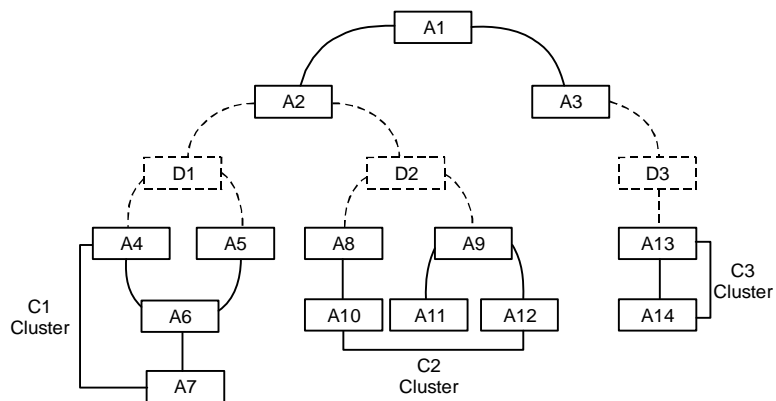 A1
A2
A3
D1
D2
D3
A4
A5
A8
A9
A13
C1
Cluster
C3
Cluster
A6
A10
A11
A12
A14
A7
C2
Cluster